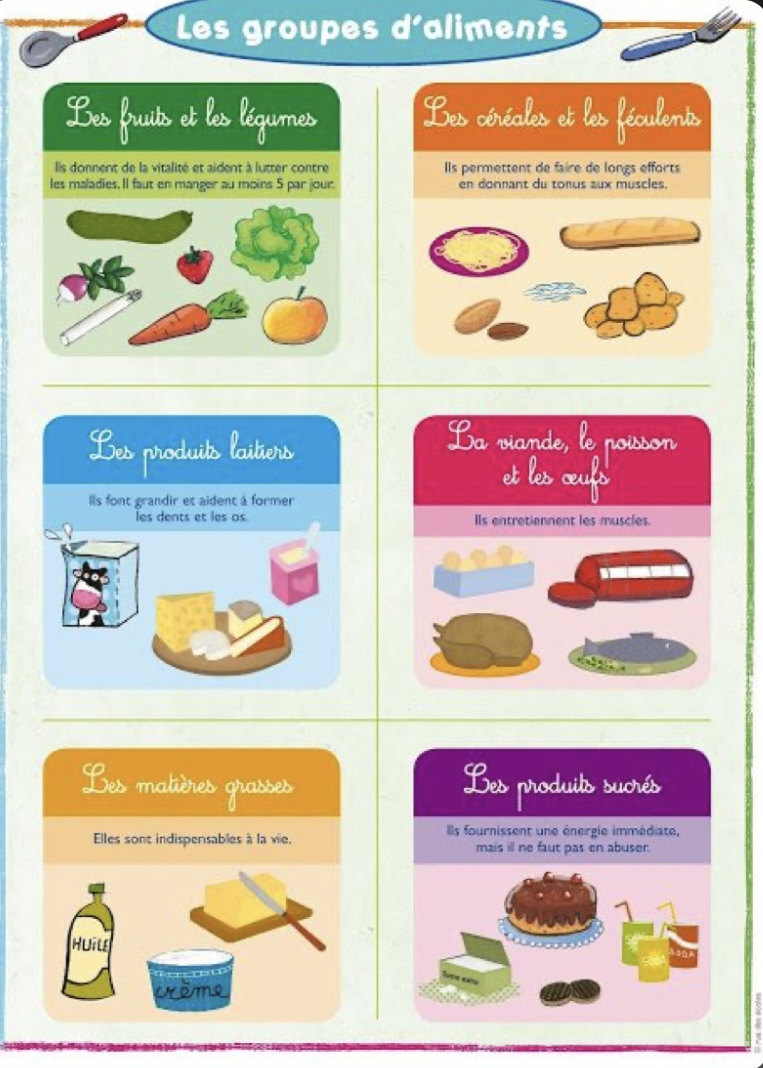 Les groupes d'aliments
Les fruits et les légumes
Ils donnent de la vitalité et aident à lutter contre
les maladies. Il faut en manger au moins 5 par jour.
Les céréales et les féculents
Ils permettent de faire de longs efforts
en donnant du tonus aux muscles.
Les produits laitiers
Ils font grandir et aident à former
les dents et les os.
La viande, le poisson
et les œufs
Ils entretiennent les muscles.
Les matières grasses
Elles sont indispensables à la vie.
HUiLE
crème
Les produits sucrés
Ils fournissent une énergie immédiate,
mais il ne faut pas en abuser.
SODA
© rue des écoles